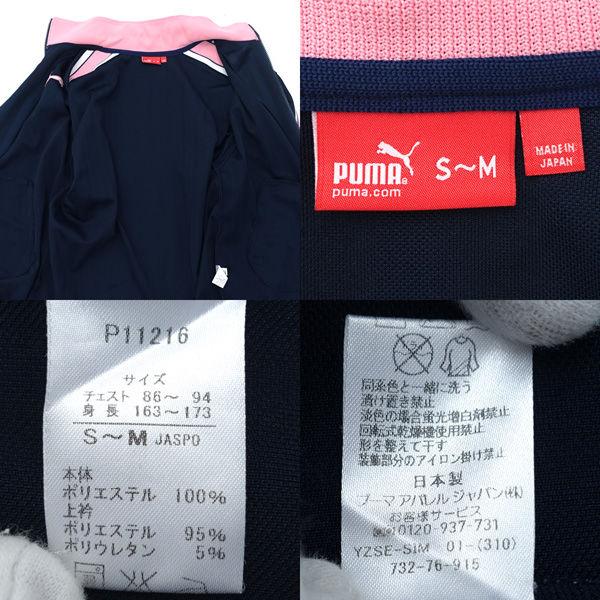 PUMA®
puma.com
S〜M
MADE IN
JAPAN
P11216
サイズ
チェスト 86〜 94
身 長 163〜173
S〜M JASPO
本体
ポリエステル 100%
上衿
ポリエステル 95%
ポリウレタン 5%
同系色と一緒に洗う
漬け置き禁止
淡色の場合蛍光増白剤禁止
回転式乾燥機使用禁止
形を整えて干す
装飾部分のアイロン掛け禁止
日本製
プーマ アパレル ジャパン(株)
お客様サービス
0120-937-731
YZSE-SIM 01-(310)
732-76-915